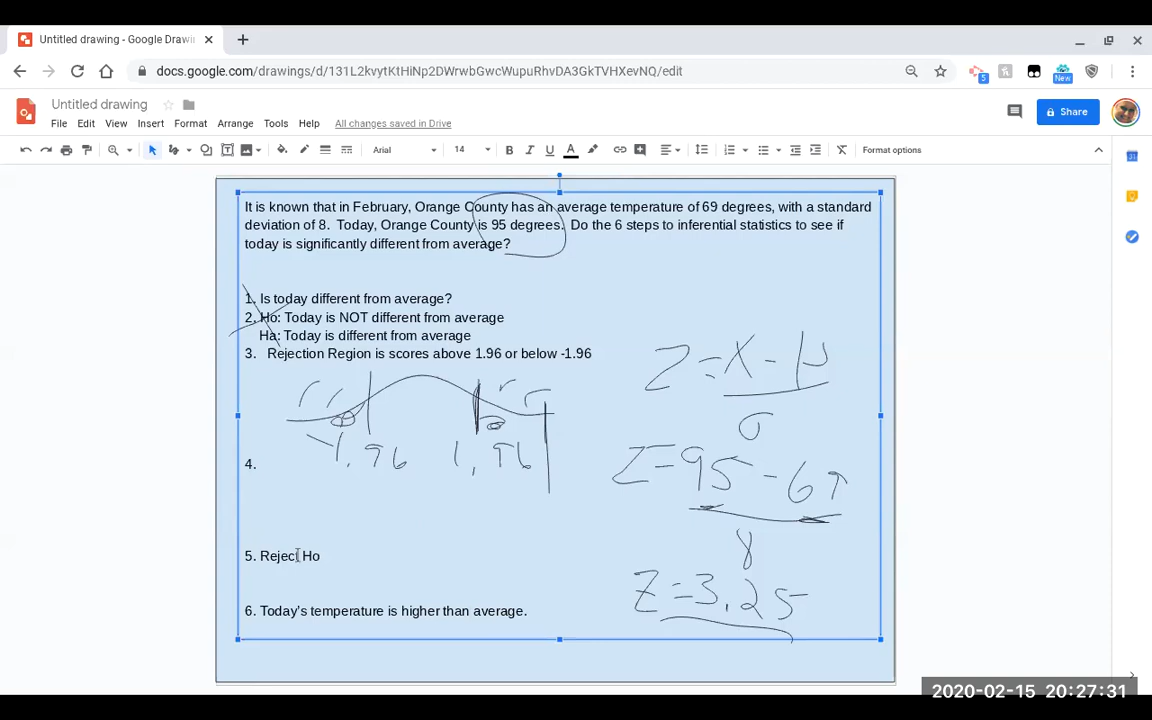 Untitled drawing - Google Drawi
docs.google.com/drawings/d/131L2kvytKtHiNp2DWrwbGwcWupuRhvDA3GkTVHXevNQ/edit
5
New
Untitled drawing
File Edit View Insert Format Arrange Tools Help All changes saved in Drive
Share
Arial 14 B I U A Format options
31
It is known that in February, Orange County has an average temperature of 69 degrees, with a standard
deviation of 8. Today, Orange County is 95 degrees. Do the 6 steps to inferential statistics to see if
today is significantly different from average?
1. Is today different from average?
2. Ho: Today is NOT different from average
Ha: Today is different from average
3. Rejection Region is scores above 1.96 or below -1.96
Z = X - μ
σ
-1.96 1.96
Z = 95 - 69
8
4.
5. Reject Ho
Z = 3.25
6. Today's temperature is higher than average.
2020-02-15 20:27:31